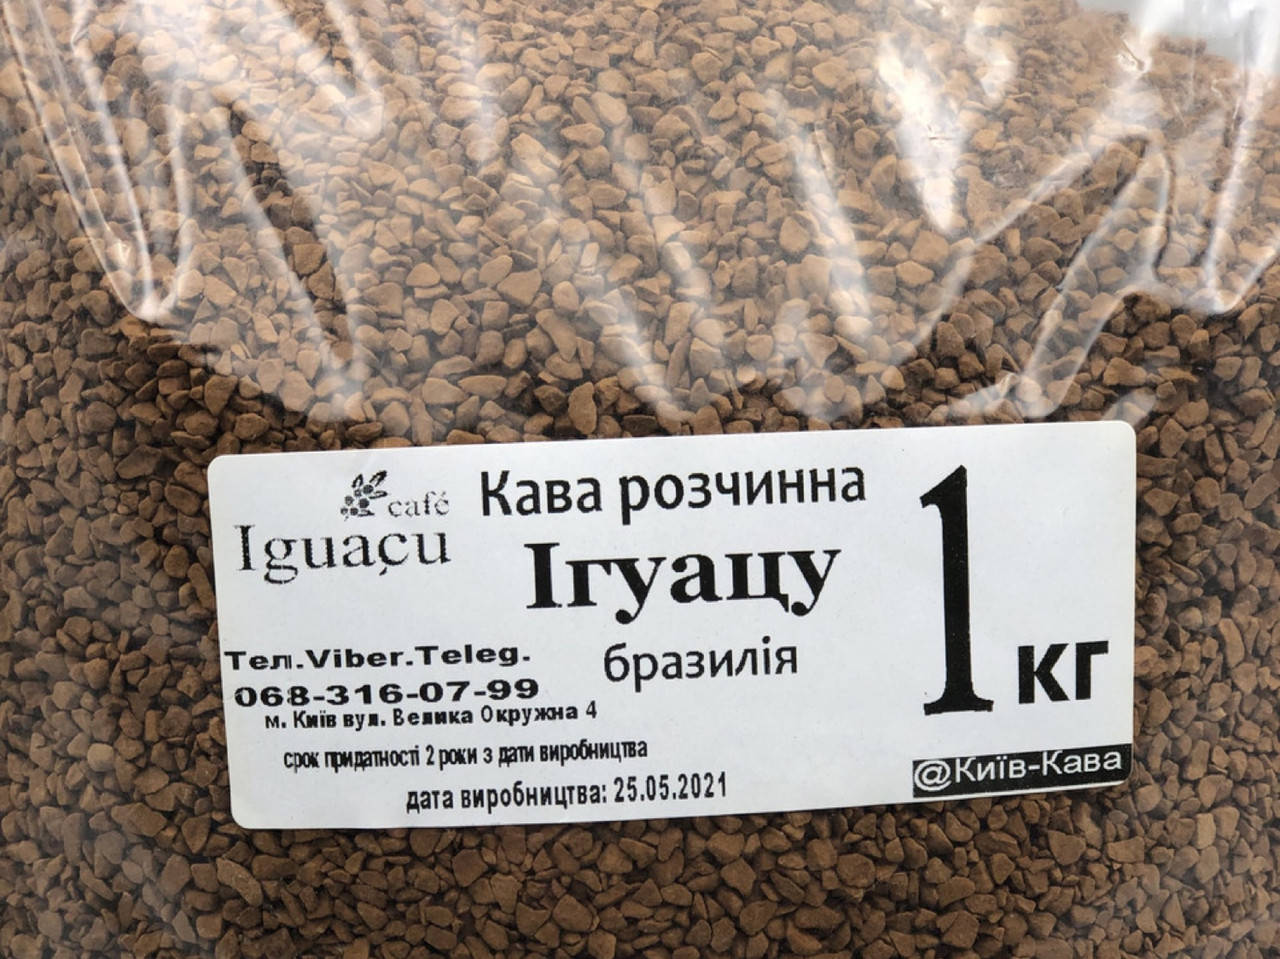 café
Iguaçu
Кава розчинна
Ігуацу
бразилія
1 кг
Тел.Viber.Teleg.
068-316-07-99
м. Київ вул. Велика Окружна 4
срок придатності 2 роки з дати виробництва
дата виробництва: 25.05.2021
@Київ-Кава